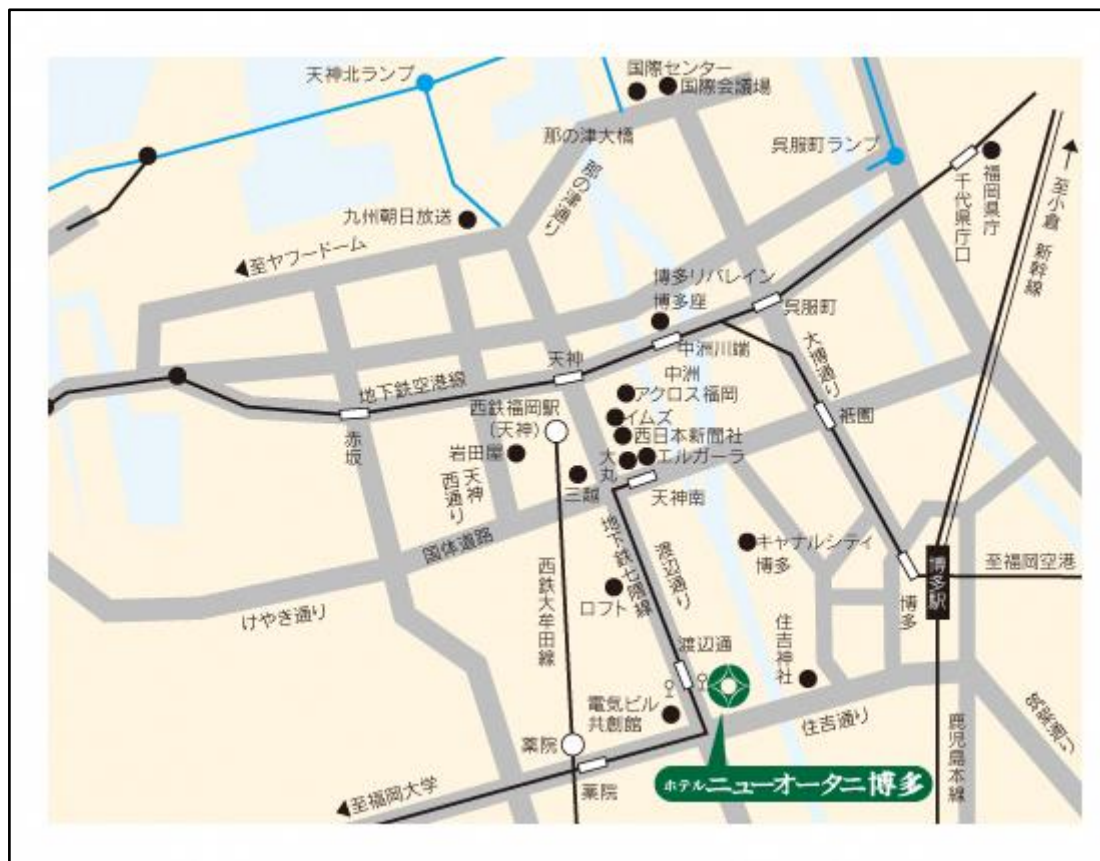 国際センター
天神北ランプ
国際会議場
那の津大橋
呉服町ランプ
那の津通り
福岡県庁
千代県庁口
至小倉 新幹線
九州朝日放送
至ヤフードーム
博多リバレイン
博多座
呉服町
大博通り
天神
中洲川端
地下鉄空港線
中洲
アクロス福岡
西鉄福岡駅
(天神)
イムズ
祇園
赤坂
西日本新聞社
岩田屋
大丸
エルガーラ
天神
西通り
三越
天神南
国体道路
地下鉄七隈線
渡辺通り
キャナルシティ
博多
博多駅
至福岡空港
西鉄大牟田線
ロフト
けやき通り
博多
住吉神社
渡辺通
電気ビル
共創館
住吉通り
筑紫通り
鹿児島本線
薬院
薬院
至福岡大学
ホテルニューオータニ博多